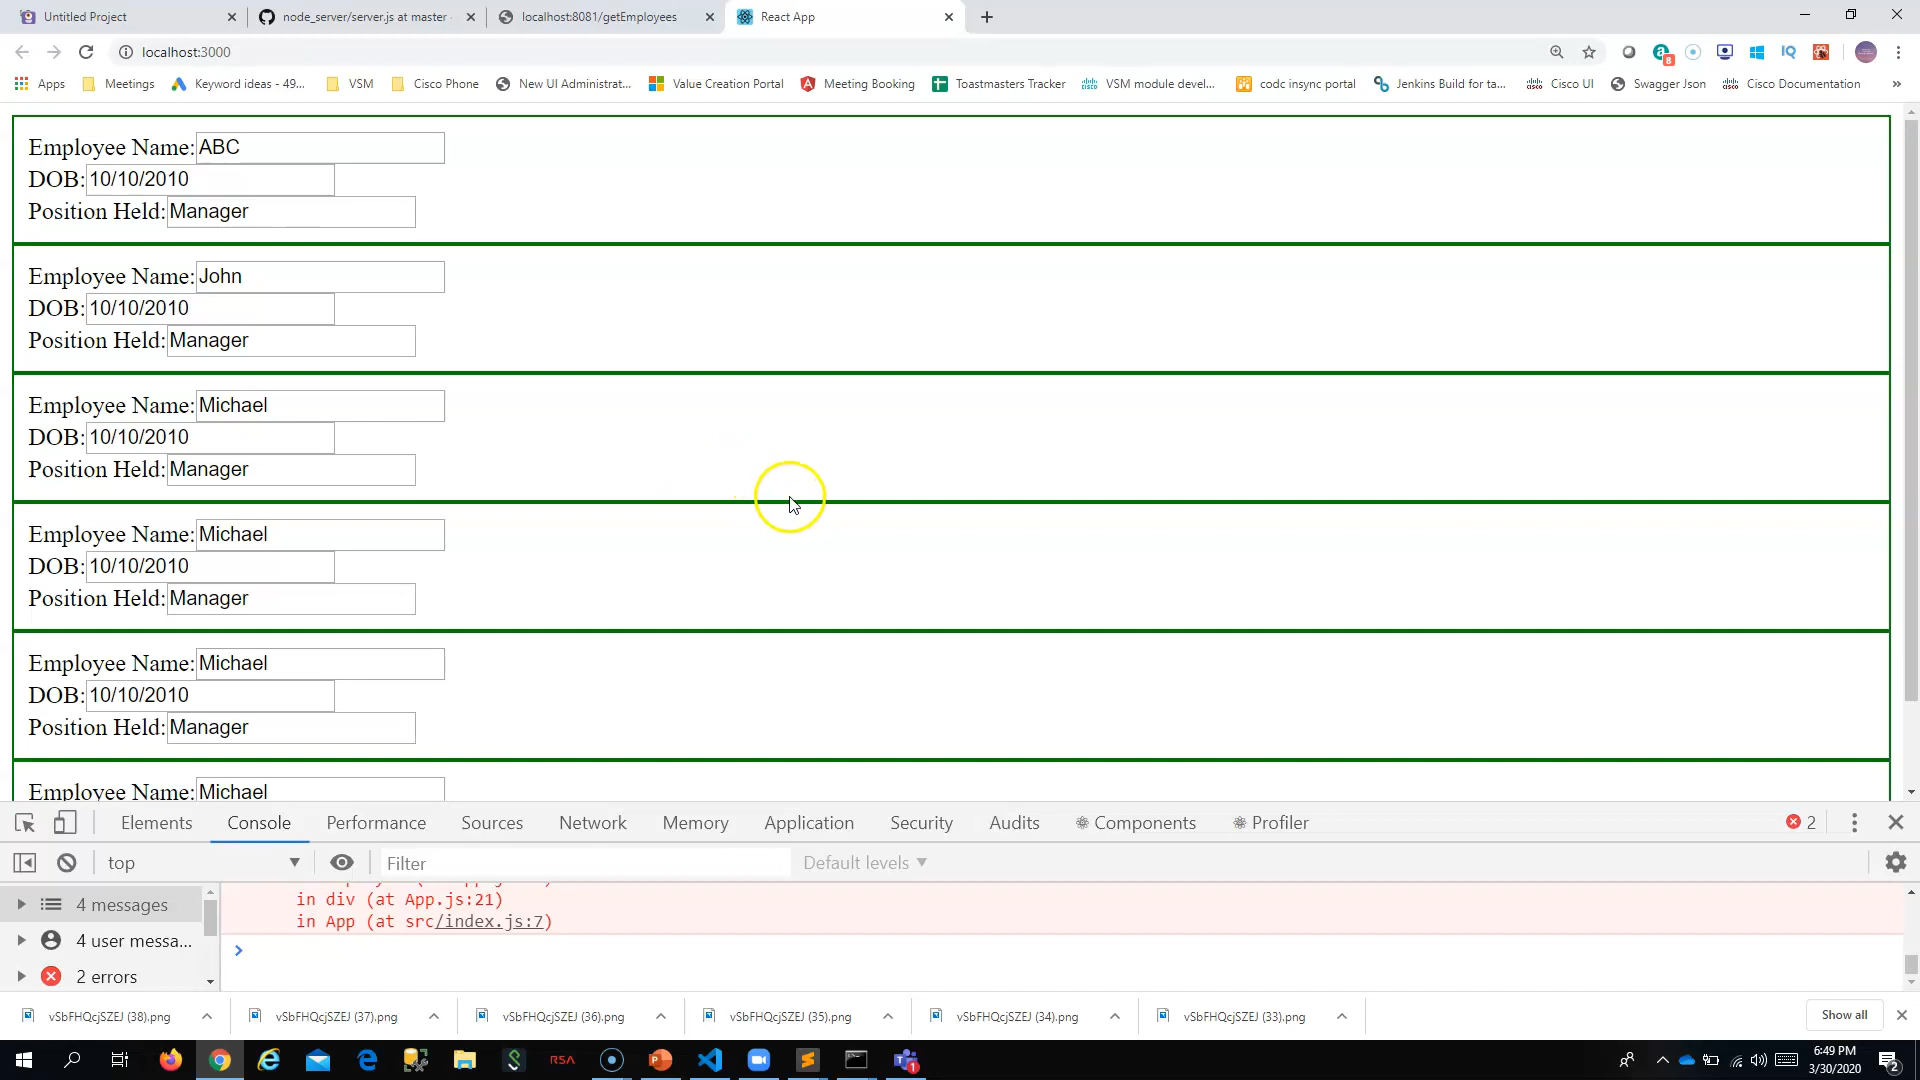 Untitled Project
node_server/server.js at master
localhost:8081/getEmployees
React App
localhost:3000
8
Apps
Meetings
Keyword ideas - 49...
VSM
Cisco Phone
New UI Administrat...
Value Creation Portal
Meeting Booking
Toastmasters Tracker
VSM module devel...
codc insync portal
Jenkins Build for ta...
Cisco UI
Swagger Json
Cisco Documentation
»
Employee Name: ABC
DOB: 10/10/2010
Position Held: Manager
Employee Name: John
DOB: 10/10/2010
Position Held: Manager
Employee Name: Michael
DOB: 10/10/2010
Position Held: Manager
Employee Name: Michael
DOB: 10/10/2010
Position Held: Manager
Employee Name: Michael
DOB: 10/10/2010
Position Held: Manager
Employee Name: Michael
Elements Console Performance Sources Network Memory Application Security Audits Components Profiler 2
top Filter Default levels ▼
4 messages
4 user messa...
2 errors
in div (at App.js:21)
in App (at src/index.js:7)
vSbFHQcjSZEJ (38).png
vSbFHQcjSZEJ (37).png
vSbFHQcjSZEJ (36).png
vSbFHQcjSZEJ (35).png
vSbFHQcjSZEJ (34).png
vSbFHQcjSZEJ (33).png
Show all
RSA
6:49 PM
3/30/2020